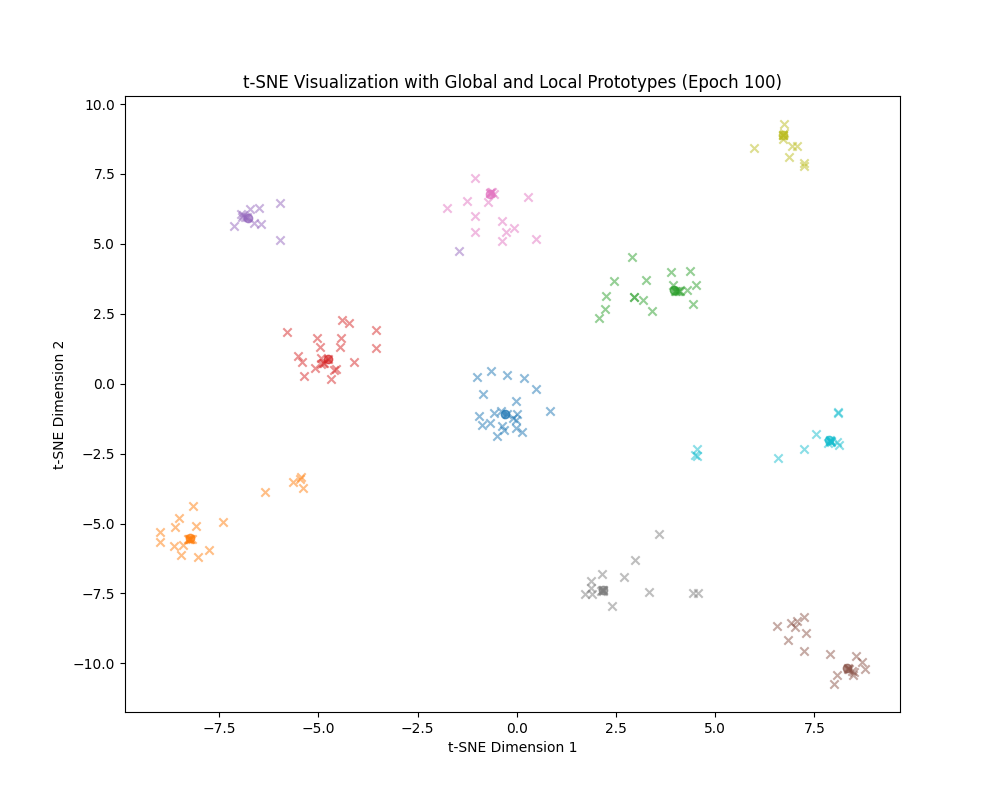 t-SNE Visualization with Global and Local Prototypes (Epoch 100)
10.0
7.5
5.0
2.5
0.0
−2.5
−5.0
−7.5
−10.0
t-SNE Dimension 2
−7.5 −5.0 −2.5 0.0 2.5 5.0 7.5
t-SNE Dimension 1